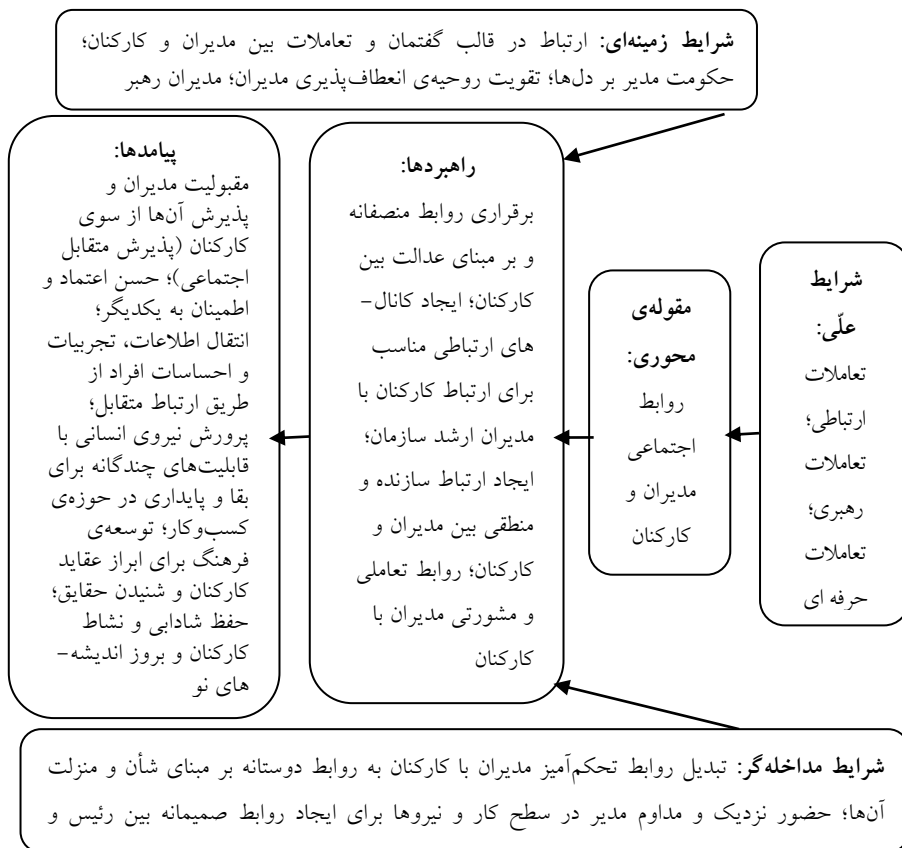 شرایط زمینه‌ای: ارتباط در قالب گفتمان و تعاملات بین مدیران و کارکنان؛
حکومت مدیر بر دل‌ها؛ تقویت روحیه‌ی انعطاف‌پذیری مدیران؛ مدیران رهبر
شرایط
علّی:
تعاملات
ارتباطی؛
تعاملات
رهبری؛
تعاملات
حرفه ای
مقوله‌ی
محوری:
روابط
اجتماعی
مدیران و
کارکنان
راهبردها:
برقراری روابط منصفانه
و بر مبنای عدالت بین
کارکنان؛ ایجاد کانال-
های ارتباطی مناسب
برای ارتباط کارکنان با
مدیران ارشد سازمان؛
ایجاد ارتباط سازنده و
منطقی بین مدیران و
کارکنان؛ روابط تعاملی
و مشورتی مدیران با
کارکنان
پیامدها:
مقبولیت مدیران و
پذیرش آن‌ها از سوی
کارکنان (پذیرش متقابل
اجتماعی)؛ حسن اعتماد و
اطمینان به یکدیگر؛
انتقال اطلاعات، تجربیات
و احساسات افراد از
طریق ارتباط متقابل؛
پرورش نیروی انسانی با
قابلیت‌های چندگانه برای
بقا و پایداری در حوزه‌ی
کسب‌وکار؛ توسعه‌ی
فرهنگ برای ابراز عقاید
کارکنان و شنیدن حقایق؛
حفظ شادابی و نشاط
کارکنان و بروز اندیشه-
های نو
شرایط مداخله‌گر: تبدیل روابط تحکم‌آمیز مدیران با کارکنان به روابط دوستانه بر مبنای شأن و منزلت
آن‌ها؛ حضور نزدیک و مداوم مدیر در سطح کار و نیروها برای ایجاد روابط صمیمانه بین رئیس و